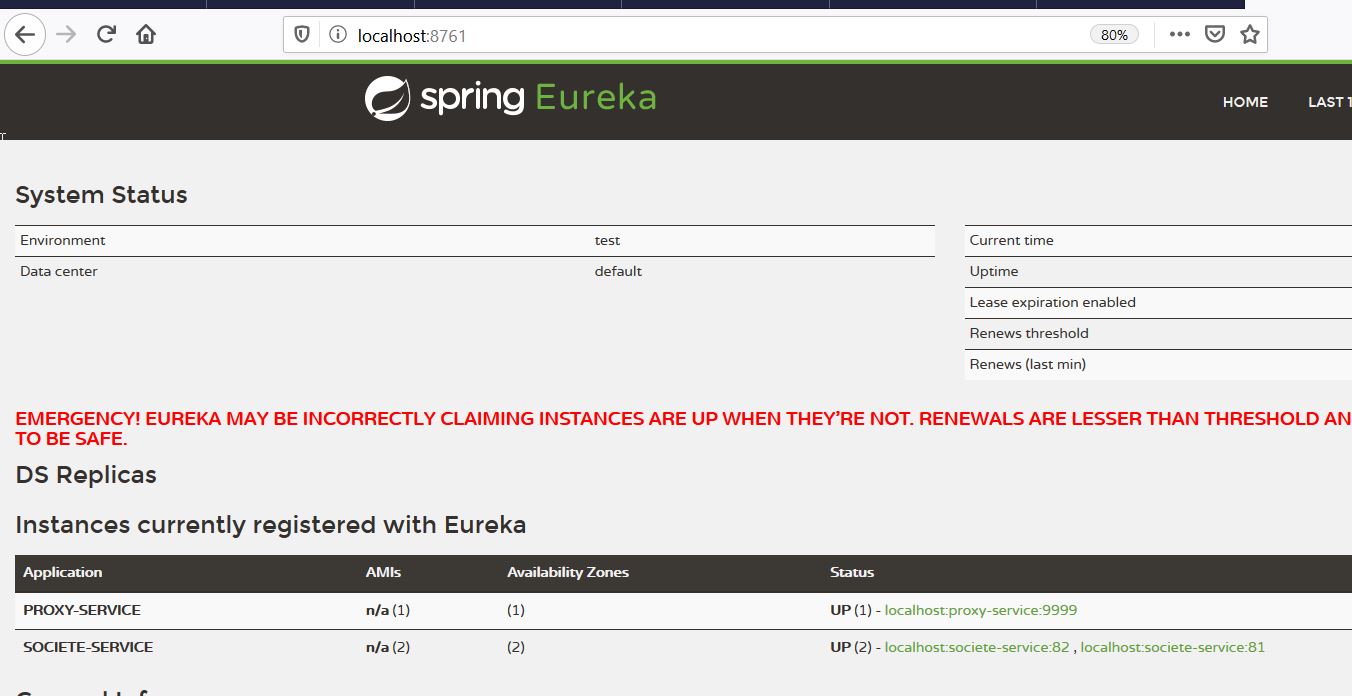 localhost:8761
80%
spring Eureka
HOME
LAST
System Status
Environment test
Data center default
Current time
Uptime
Lease expiration enabled
Renews threshold
Renews (last min)
EMERGENCY! EUREKA MAY BE INCORRECTLY CLAIMING INSTANCES ARE UP WHEN THEY'RE NOT. RENEWALS ARE LESSER THAN THRESHOLD AN
TO BE SAFE.
DS Replicas
Instances currently registered with Eureka
Application AMIs Availability Zones Status
PROXY-SERVICE n/a (1) (1) UP (1) - localhost:proxy-service:9999
SOCIETE-SERVICE n/a (2) (2) UP (2) - localhost:societe-service:82 , localhost:societe-service:81